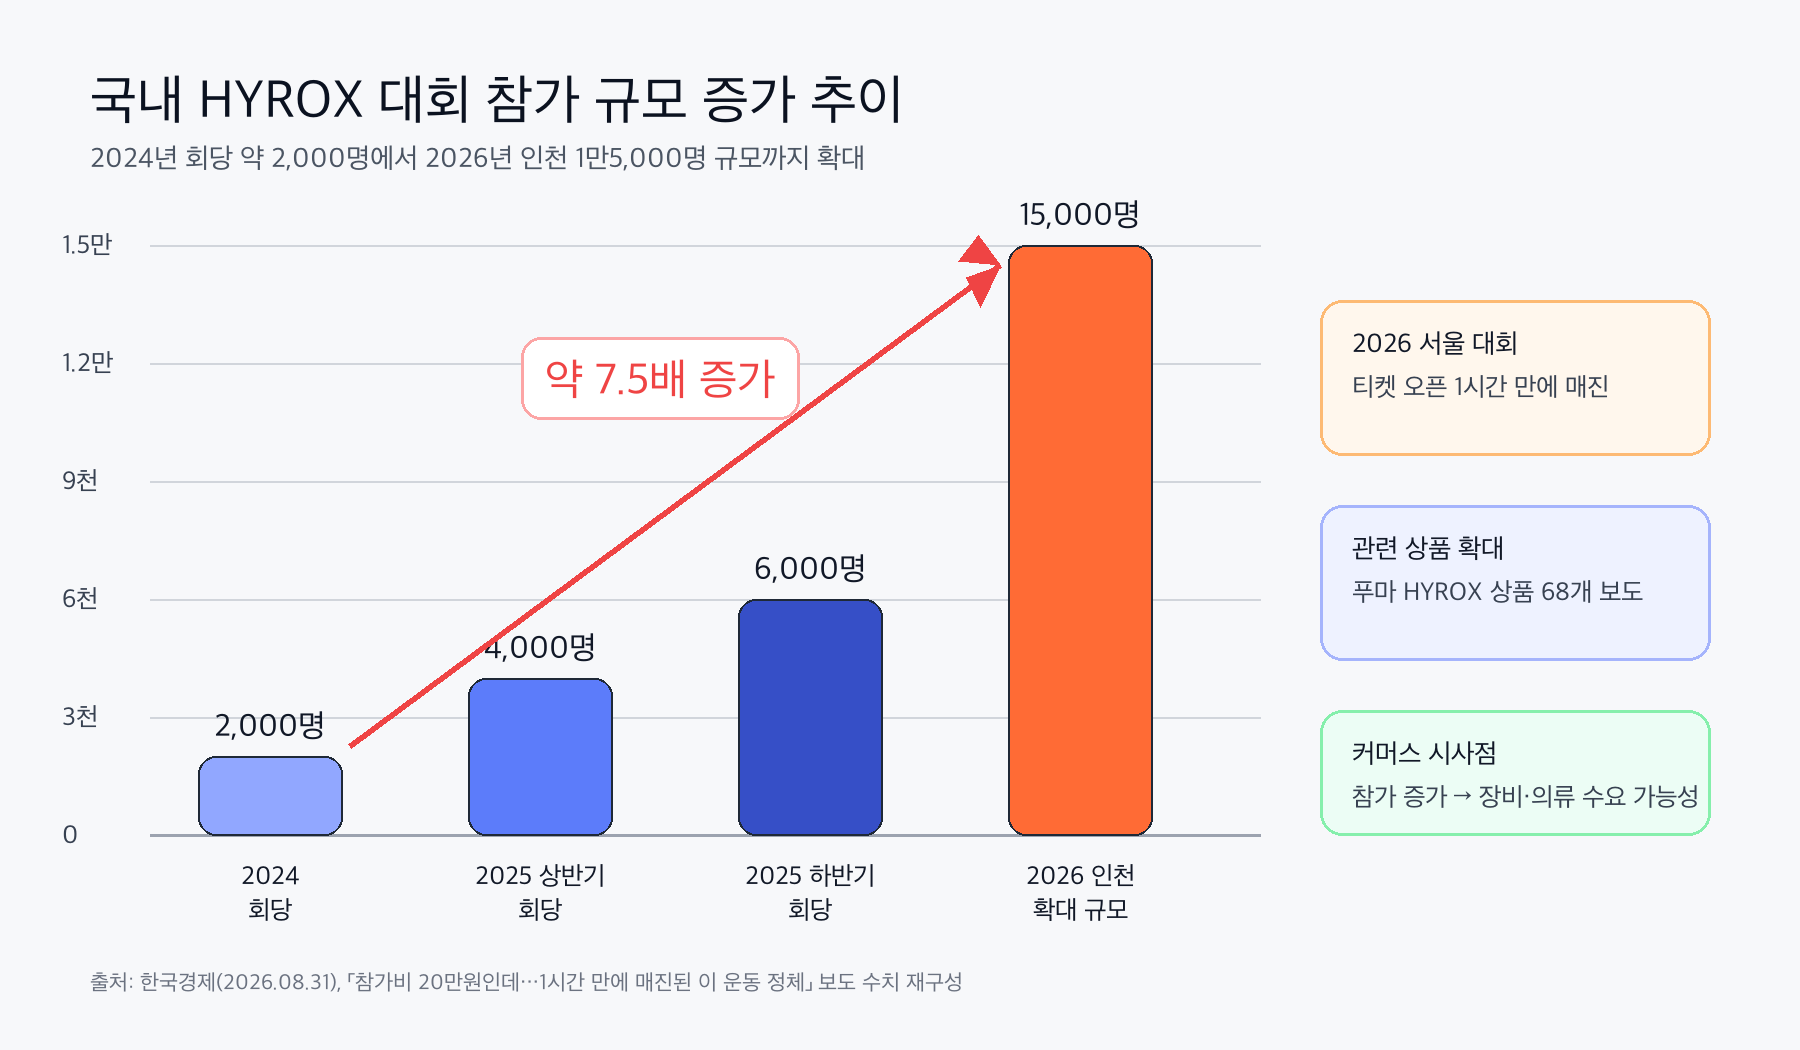 국내 HYROX 대회 참가 규모 증가 추이
2024년 회당 약 2,000명에서 2026년 인천 1만5,000명 규모까지 확대
15,000명
1.5만
1.2만
9천
6천
3천
0
약 7.5배 증가
6,000명
4,000명
2,000명
2024
회당
2025 상반기
회당
2025 하반기
회당
2026 인천
확대 규모
2026 서울 대회
티켓 오픈 1시간 만에 매진
관련 상품 확대
푸마 HYROX 상품 68개 보도
커머스 시사점
참가 증가 → 장비·의류 수요 가능성
출처: 한국경제(2026.08.31), 「참가비 20만원인데…1시간 만에 매진된 이 운동 정체」 보도 수치 재구성